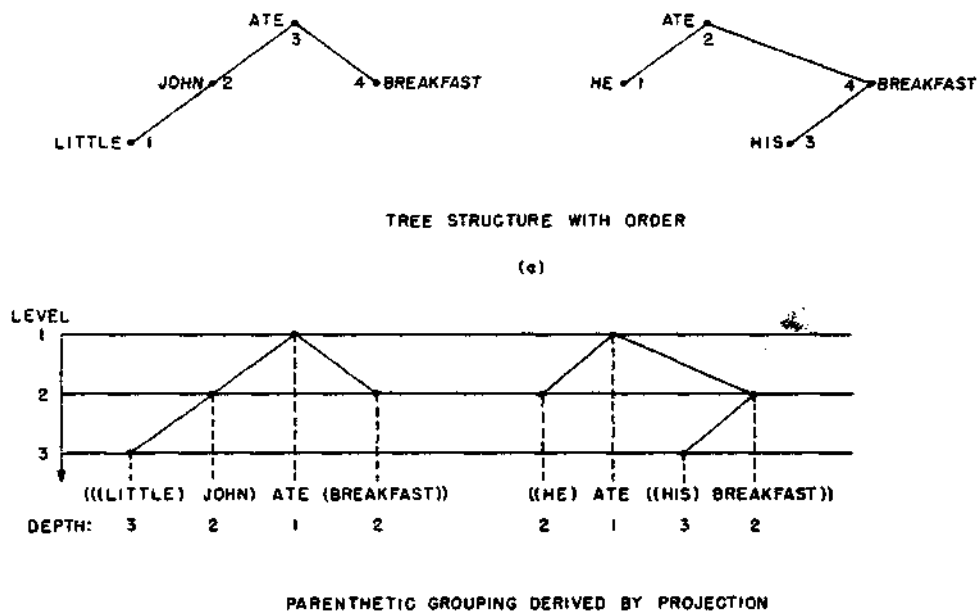 ATE ATE
3 2
JOHN 2 4 BREAKFAST HE 1 4 BREAKFAST
LITTLE 1 HIS 3
TREE STRUCTURE WITH ORDER
(a)
LEVEL
1
2
3
(((LITTLE) JOHN) ATE (BREAKFAST)) ((HE) ATE ((HIS) BREAKFAST))
DEPTH: 3 2 1 2 2 1 3 2
PARENTHETIC GROUPING DERIVED BY PROJECTION